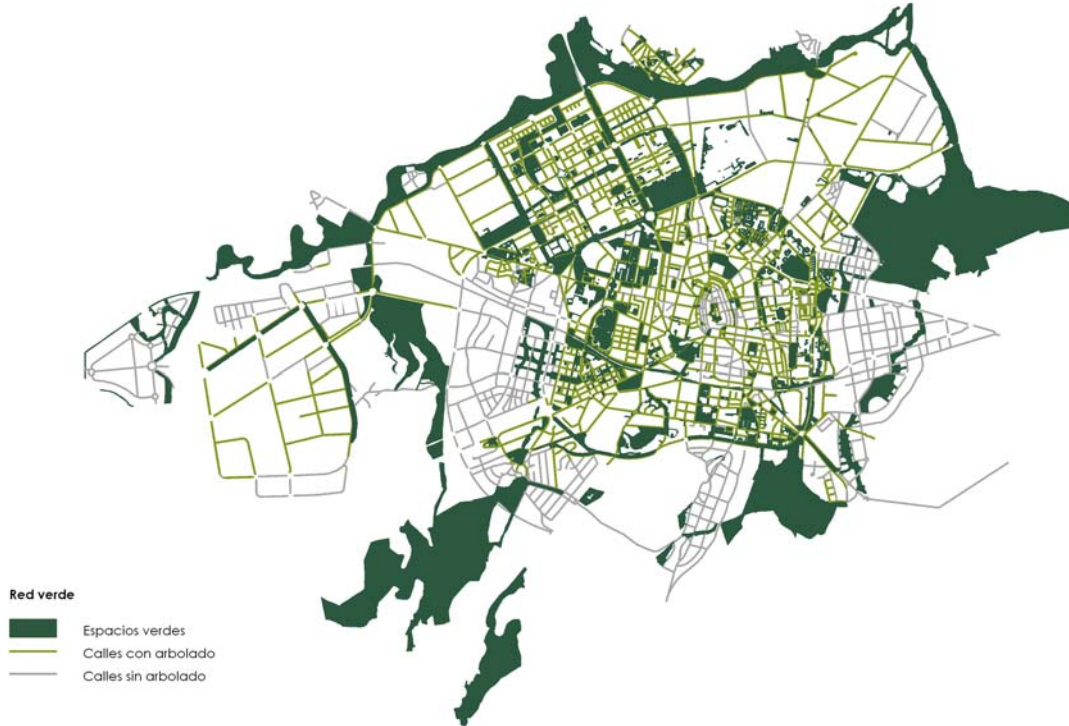 Red verde
Espacios verdes
Calles con arbolado
Calles sin arbolado